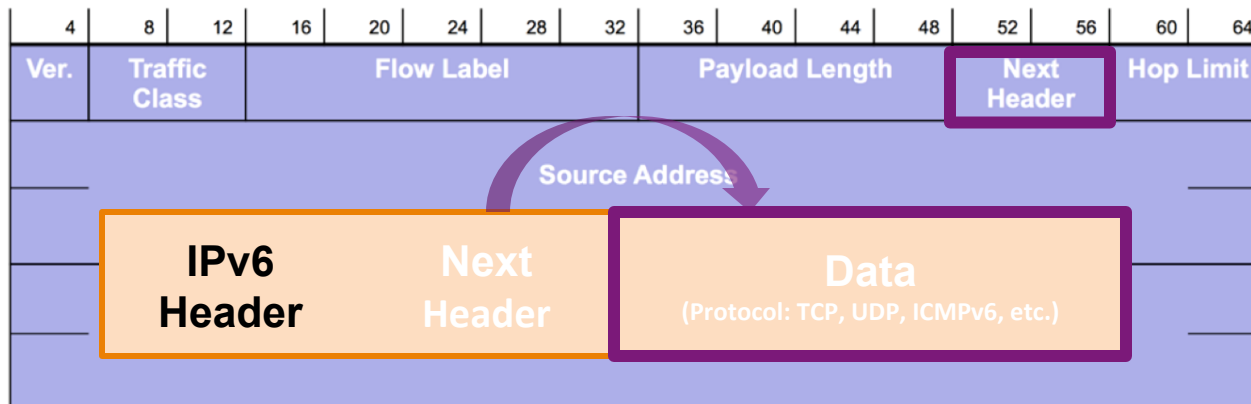 4 8 12 16 20 24 28 32 36 40 44 48 52 56 60 64
Ver. Traffic Flow Label Payload Length Next Hop Limit
Class Header
Source Address
IPv6 Next Data
Header Header (Protocol: TCP, UDP, ICMPv6, etc.)